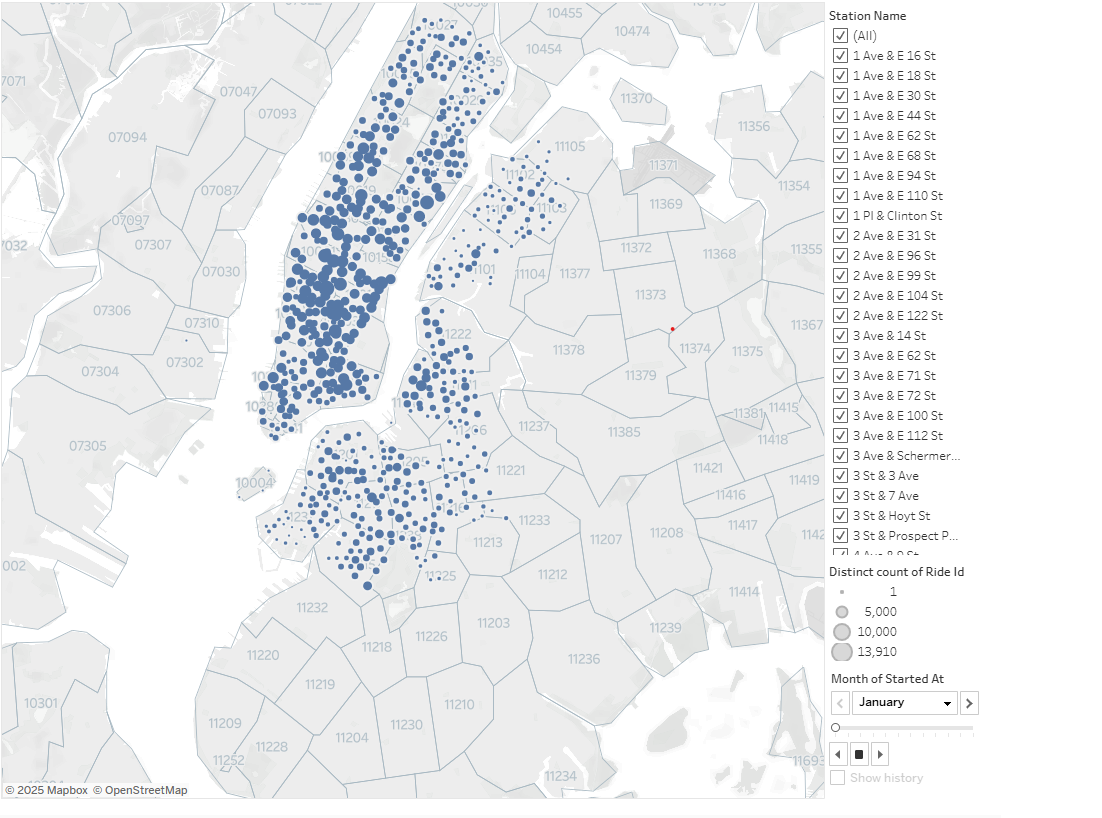 10455
10474
10454
07047
11370
07093
11356
07094
11105
11371
11354
07087
11369
07097
07307
11372
11368
11355
07030
11104
11377
11373
07306
07310
11222
11367
11374
11375
11378
07302
07304
11379
11381
11415
11237
11385
11418
07305
11421
11419
11221
10004
11416
11233
11417
11207
11208
11213
11225
11212
11414
11232
11203
11226
11239
11218
11220
11236
11219
10301
11210
11209
11230
11204
11228
11252
11693
11234
© 2025 Mapbox © OpenStreetMap
Station Name
(All)
1 Ave & E 16 St
1 Ave & E 18 St
1 Ave & E 30 St
1 Ave & E 44 St
1 Ave & E 62 St
1 Ave & E 68 St
1 Ave & E 94 St
1 Ave & E 110 St
1 Pl & Clinton St
2 Ave & E 31 St
2 Ave & E 96 St
2 Ave & E 99 St
2 Ave & E 104 St
2 Ave & E 122 St
3 Ave & 14 St
3 Ave & E 62 St
3 Ave & E 71 St
3 Ave & E 72 St
3 Ave & E 100 St
3 Ave & E 112 St
3 Ave & Schermer...
3 St & 3 Ave
3 St & 7 Ave
3 St & Hoyt St
3 St & Prospect P...
Distinct count of Ride Id
1
5,000
10,000
13,910
Month of Started At
January
Show history